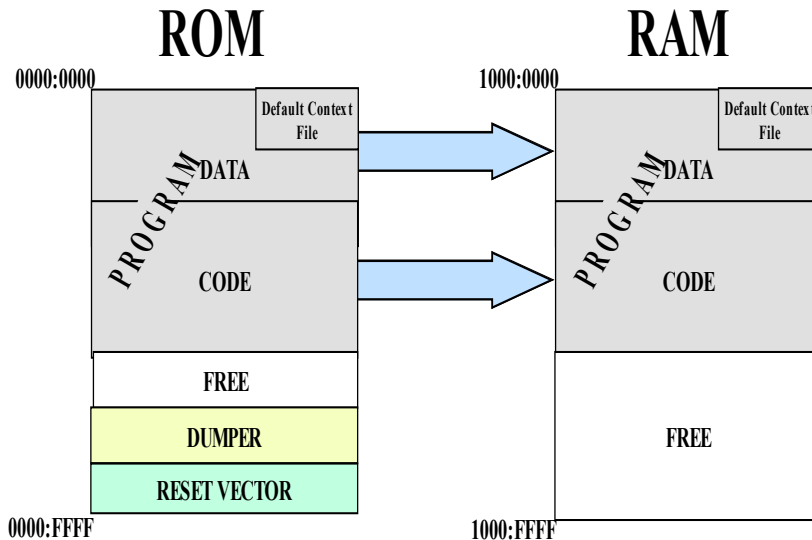 ROM
0000:0000
Default Context
File
DATA
PROGRAM
CODE
FREE
DUMPER
RESET VECTOR
0000:FFFF
RAM
1000:0000
Default Context
File
DATA
PROGRAM
CODE
FREE
1000:FFFF